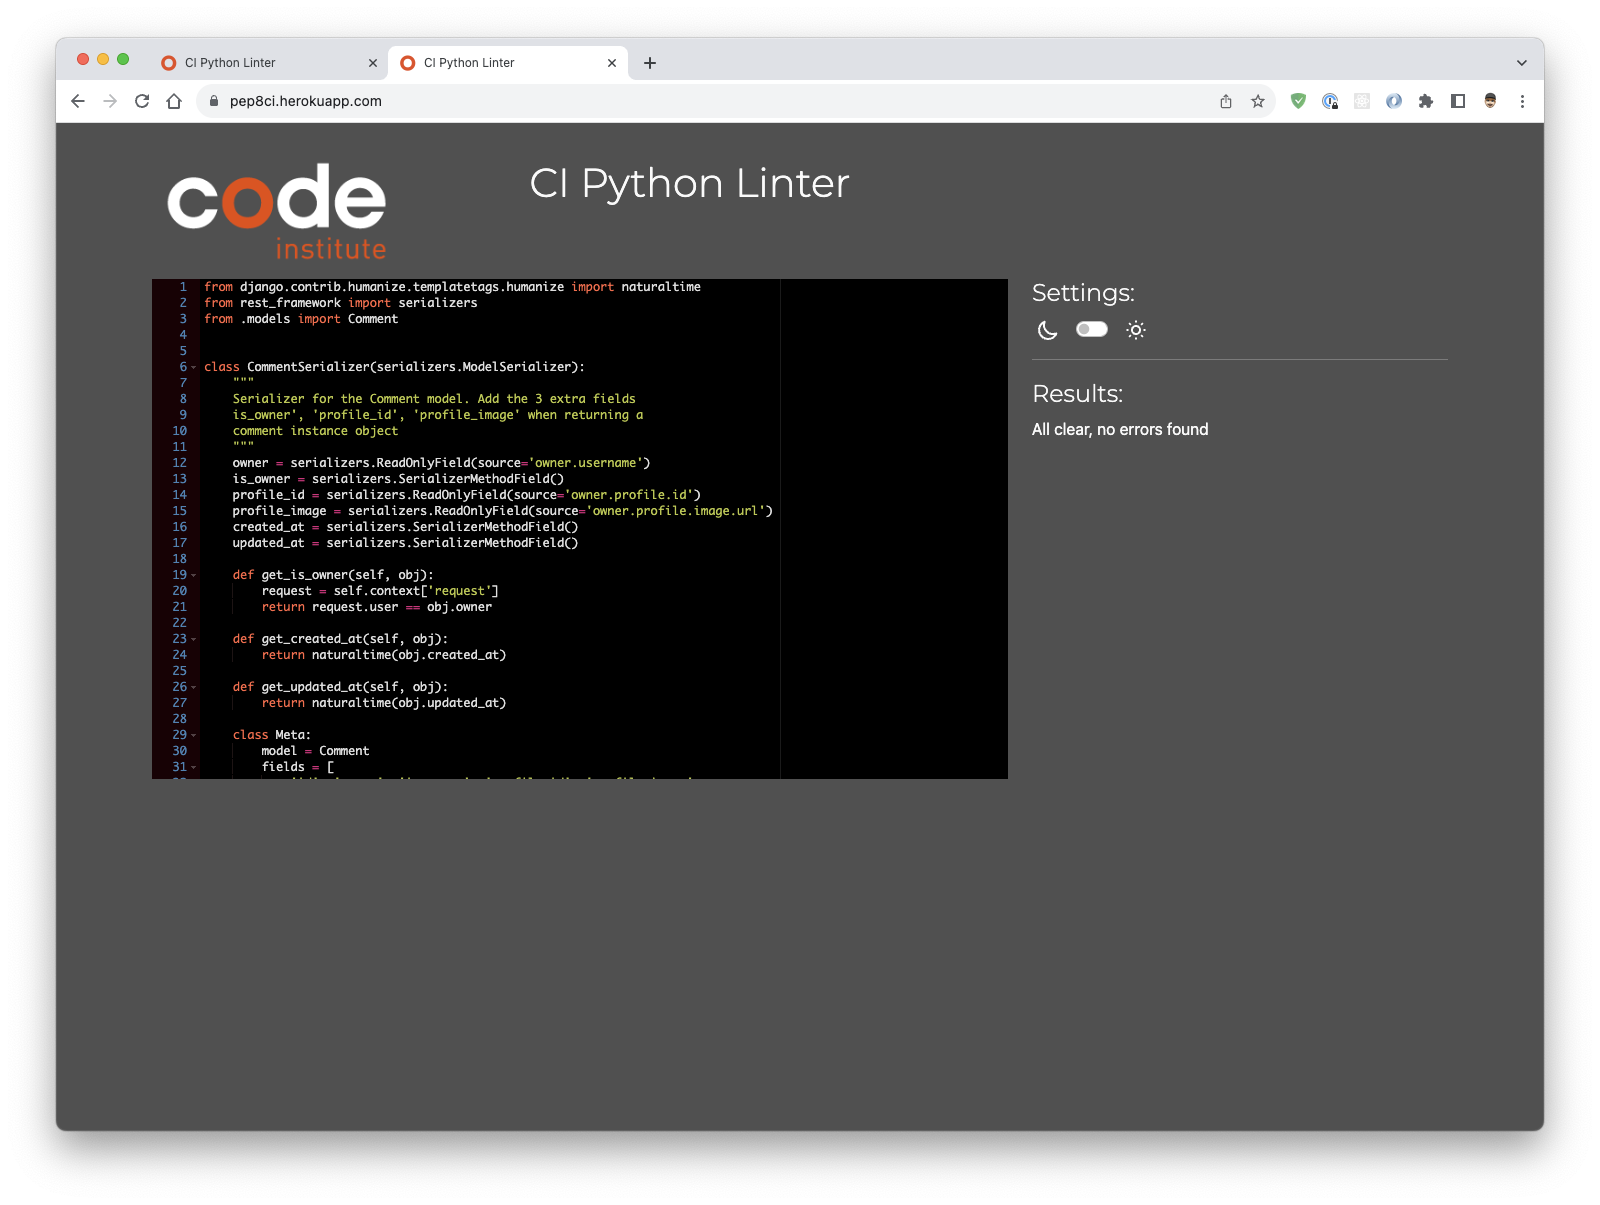 CI Python Linter
CI Python Linter
pep8ci.herokuapp.com
code
institute
CI Python Linter
1 from django.contrib.humanize.templatetags.humanize import naturaltime
2 from rest_framework import serializers
3 from .models import Comment
4
5
6 class CommentSerializer(serializers.ModelSerializer):
7 """
8 Serializer for the Comment model. Add the 3 extra fields
9 is_owner', 'profile_id', 'profile_image' when returning a
10 comment instance object
11 """
12 owner = serializers.ReadOnlyField(source='owner.username')
13 is_owner = serializers.SerializerMethodField()
14 profile_id = serializers.ReadOnlyField(source='owner.profile.id')
15 profile_image = serializers.ReadOnlyField(source='owner.profile.image.url')
16 created_at = serializers.SerializerMethodField()
17 updated_at = serializers.SerializerMethodField()
18
19 def get_is_owner(self, obj):
20 request = self.context['request']
21 return request.user == obj.owner
22
23 def get_created_at(self, obj):
24 return naturaltime(obj.created_at)
25
26 def get_updated_at(self, obj):
27 return naturaltime(obj.updated_at)
28
29 class Meta:
30 model = Comment
31 fields = [
Settings:
Results:
All clear, no errors found